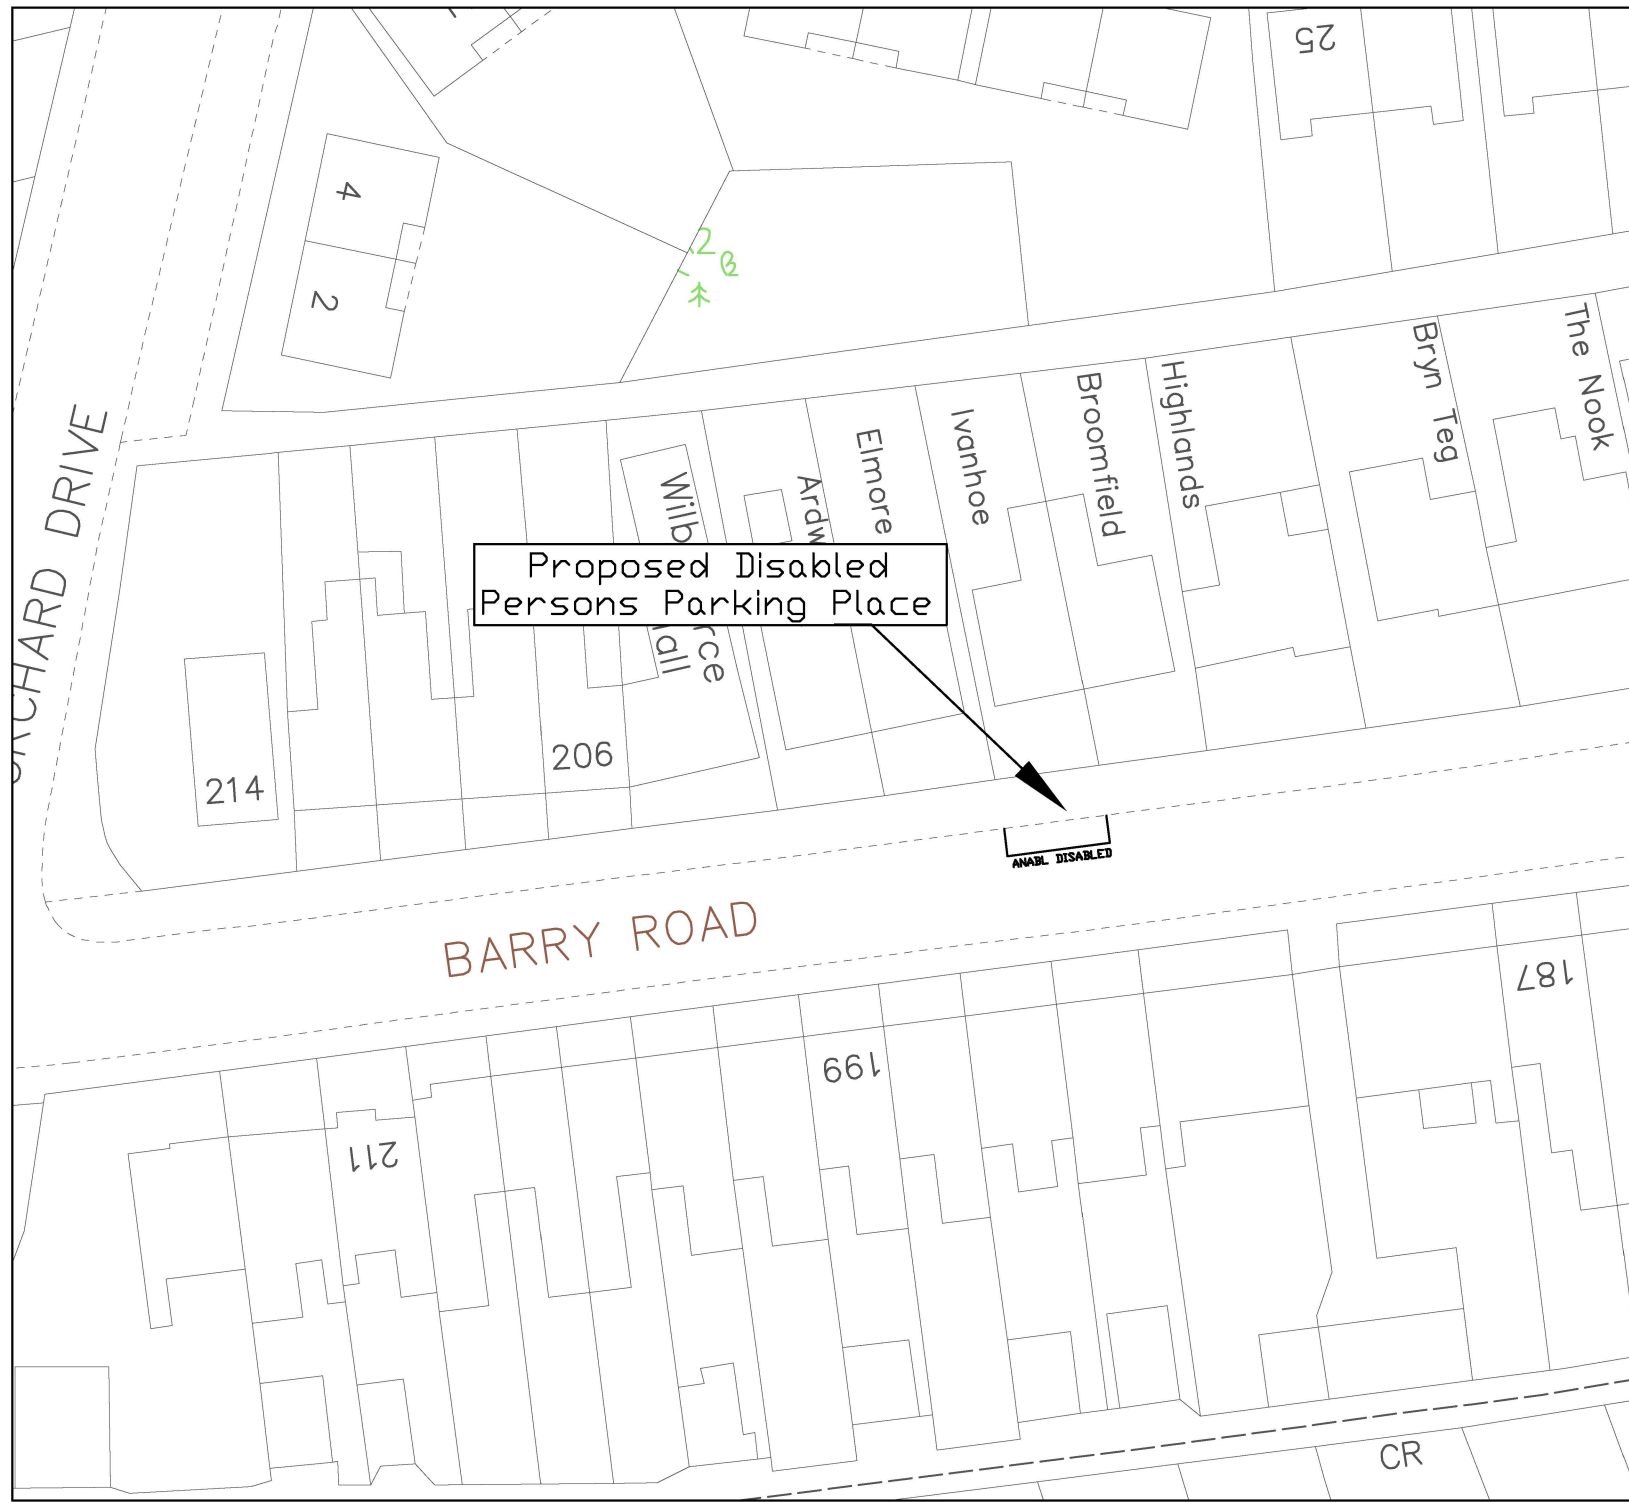 25
4
2
2
B
ORCHARD DRIVE
The Nook
Bryn Teg
Highlands
Broomfield
Ivanhoe
Elmore
Proposed Disabled
Persons Parking Place
214
206
ANABL DISABLED
BARRY ROAD
187
199
211
CR